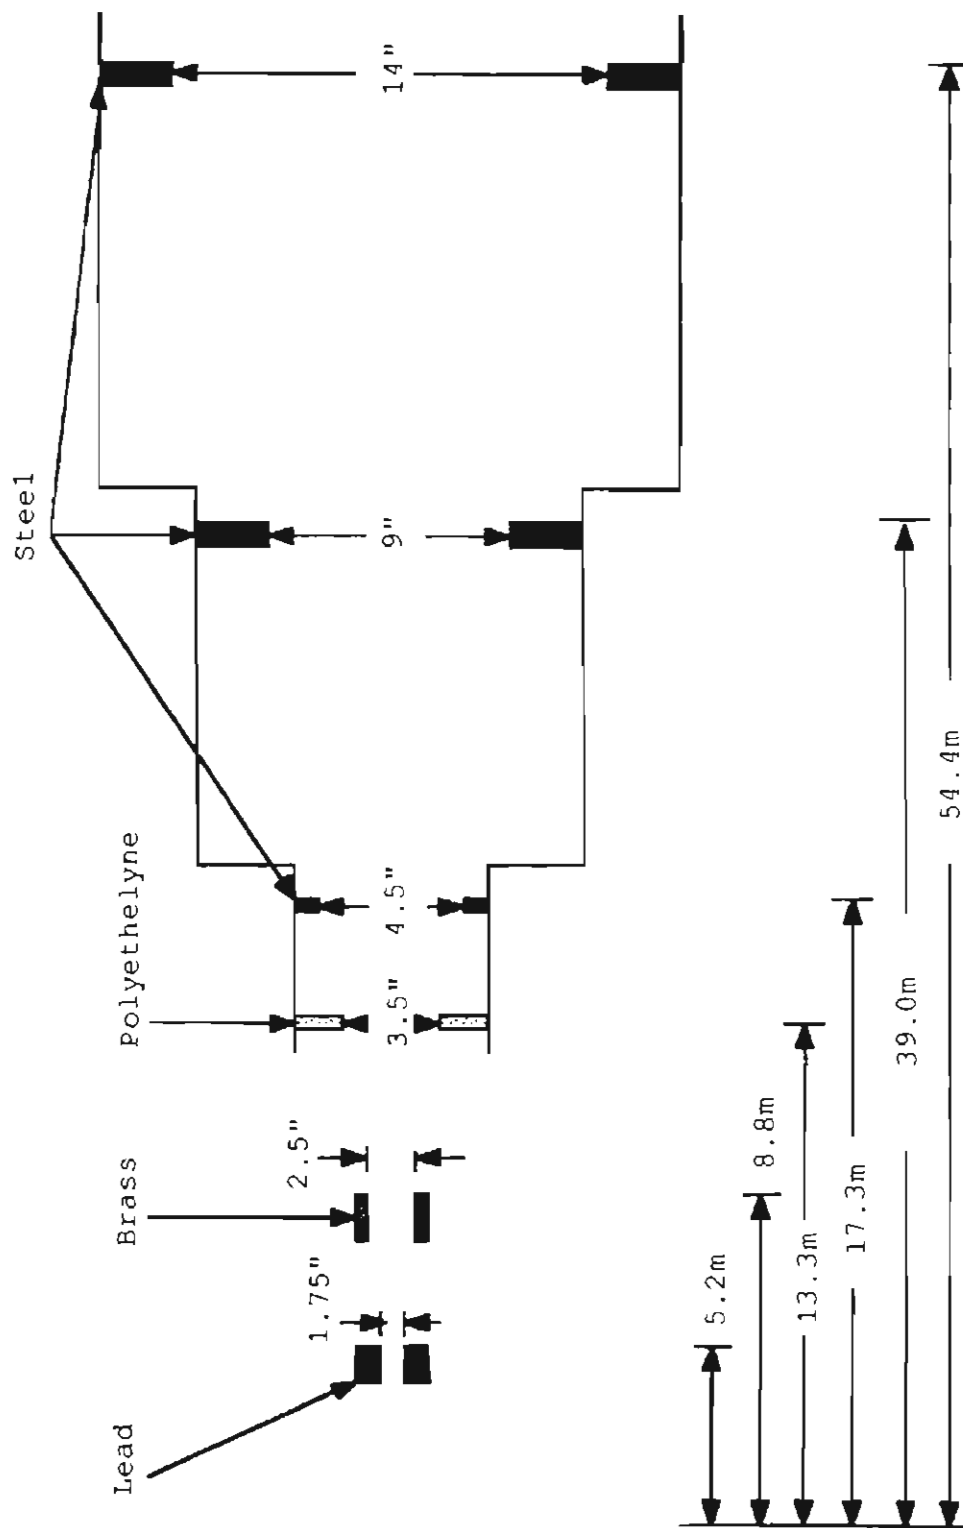 Steel
Polyethelyne
Brass
Lead
1.75"
2.5"
3.5"
4.5"
9"
14"
5.2m
8.8m
13.3m
17.3m
39.0m
54.4m